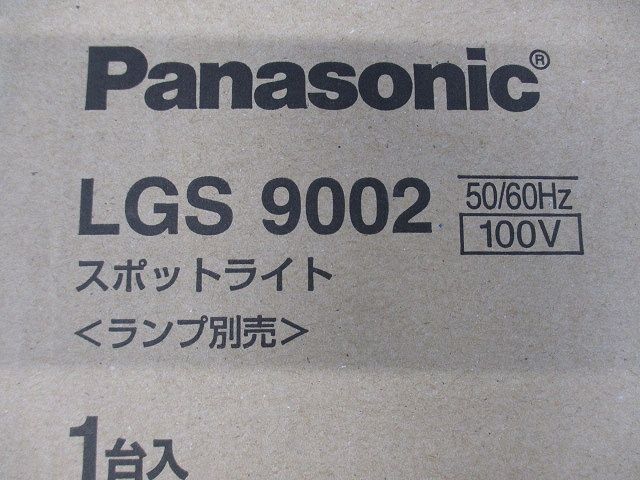 Panasonic®
LGS 9002 50/60Hz
100V
スポットライト
<ランプ別売>
1台入